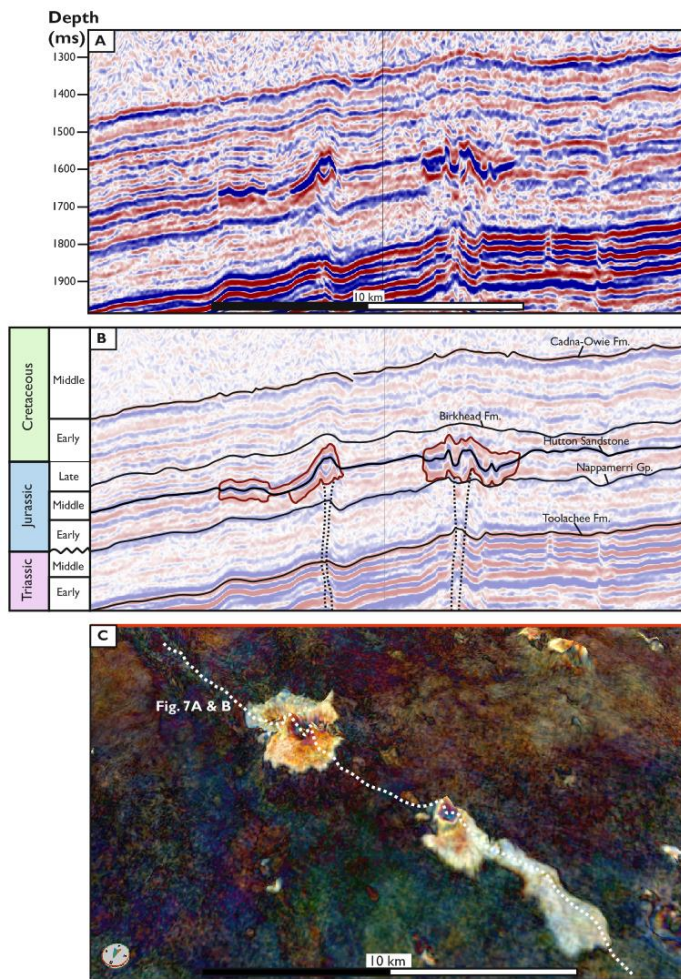 Depth
(ms)
A
1300
1400
1500
1600
1700
1800
1900
10 km
B
Cretaceous
Middle
Early
Jurassic
Late
Middle
Early
Triassic
Middle
Early
Cadna-Owie Fm.
Birkhead Fm.
Hutton Sandstone
Nappamerri Gp.
Toolachee Fm.
C
Fig. 7A & B
10 km